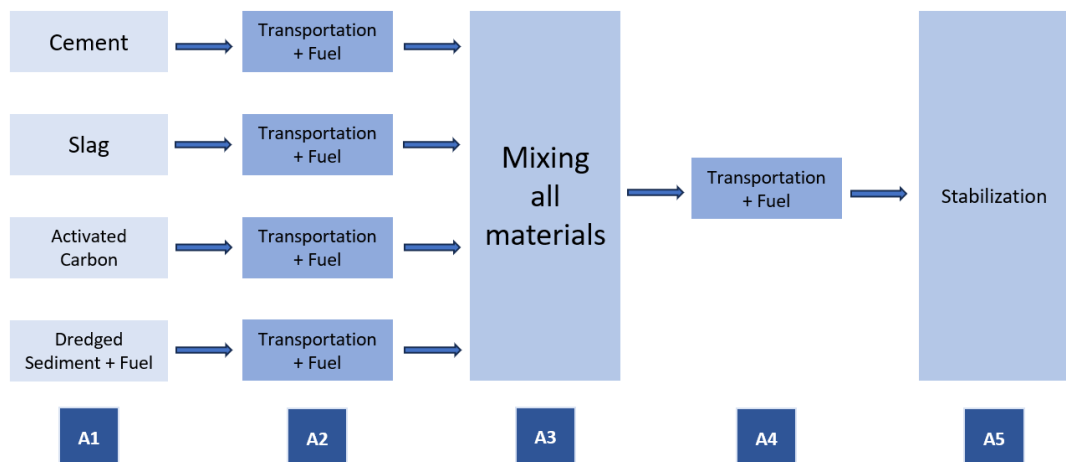 Cement
Transportation
+ Fuel
Slag
Transportation
+ Fuel
Activated
Carbon
Transportation
+ Fuel
Dredged
Sediment + Fuel
Transportation
+ Fuel
Mixing
all
materials
Transportation
+ Fuel
Stabilization
A1
A2
A3
A4
A5